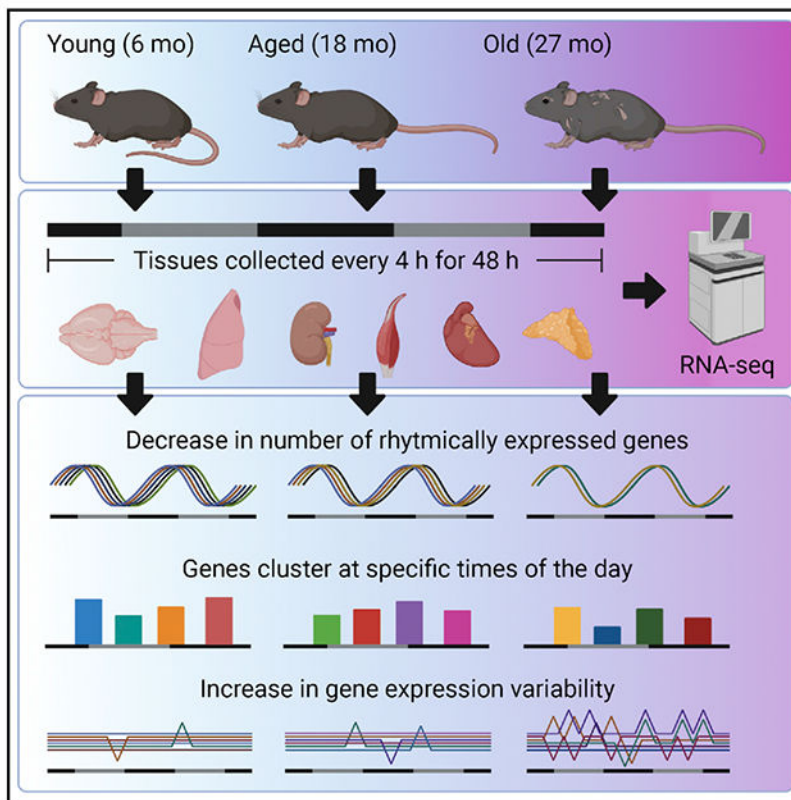 Young (6 mo) Aged (18 mo) Old (27 mo)
Tissues collected every 4 h for 48 h
RNA-seq
Decrease in number of rhytmically expressed genes
Genes cluster at specific times of the day
Increase in gene expression variability